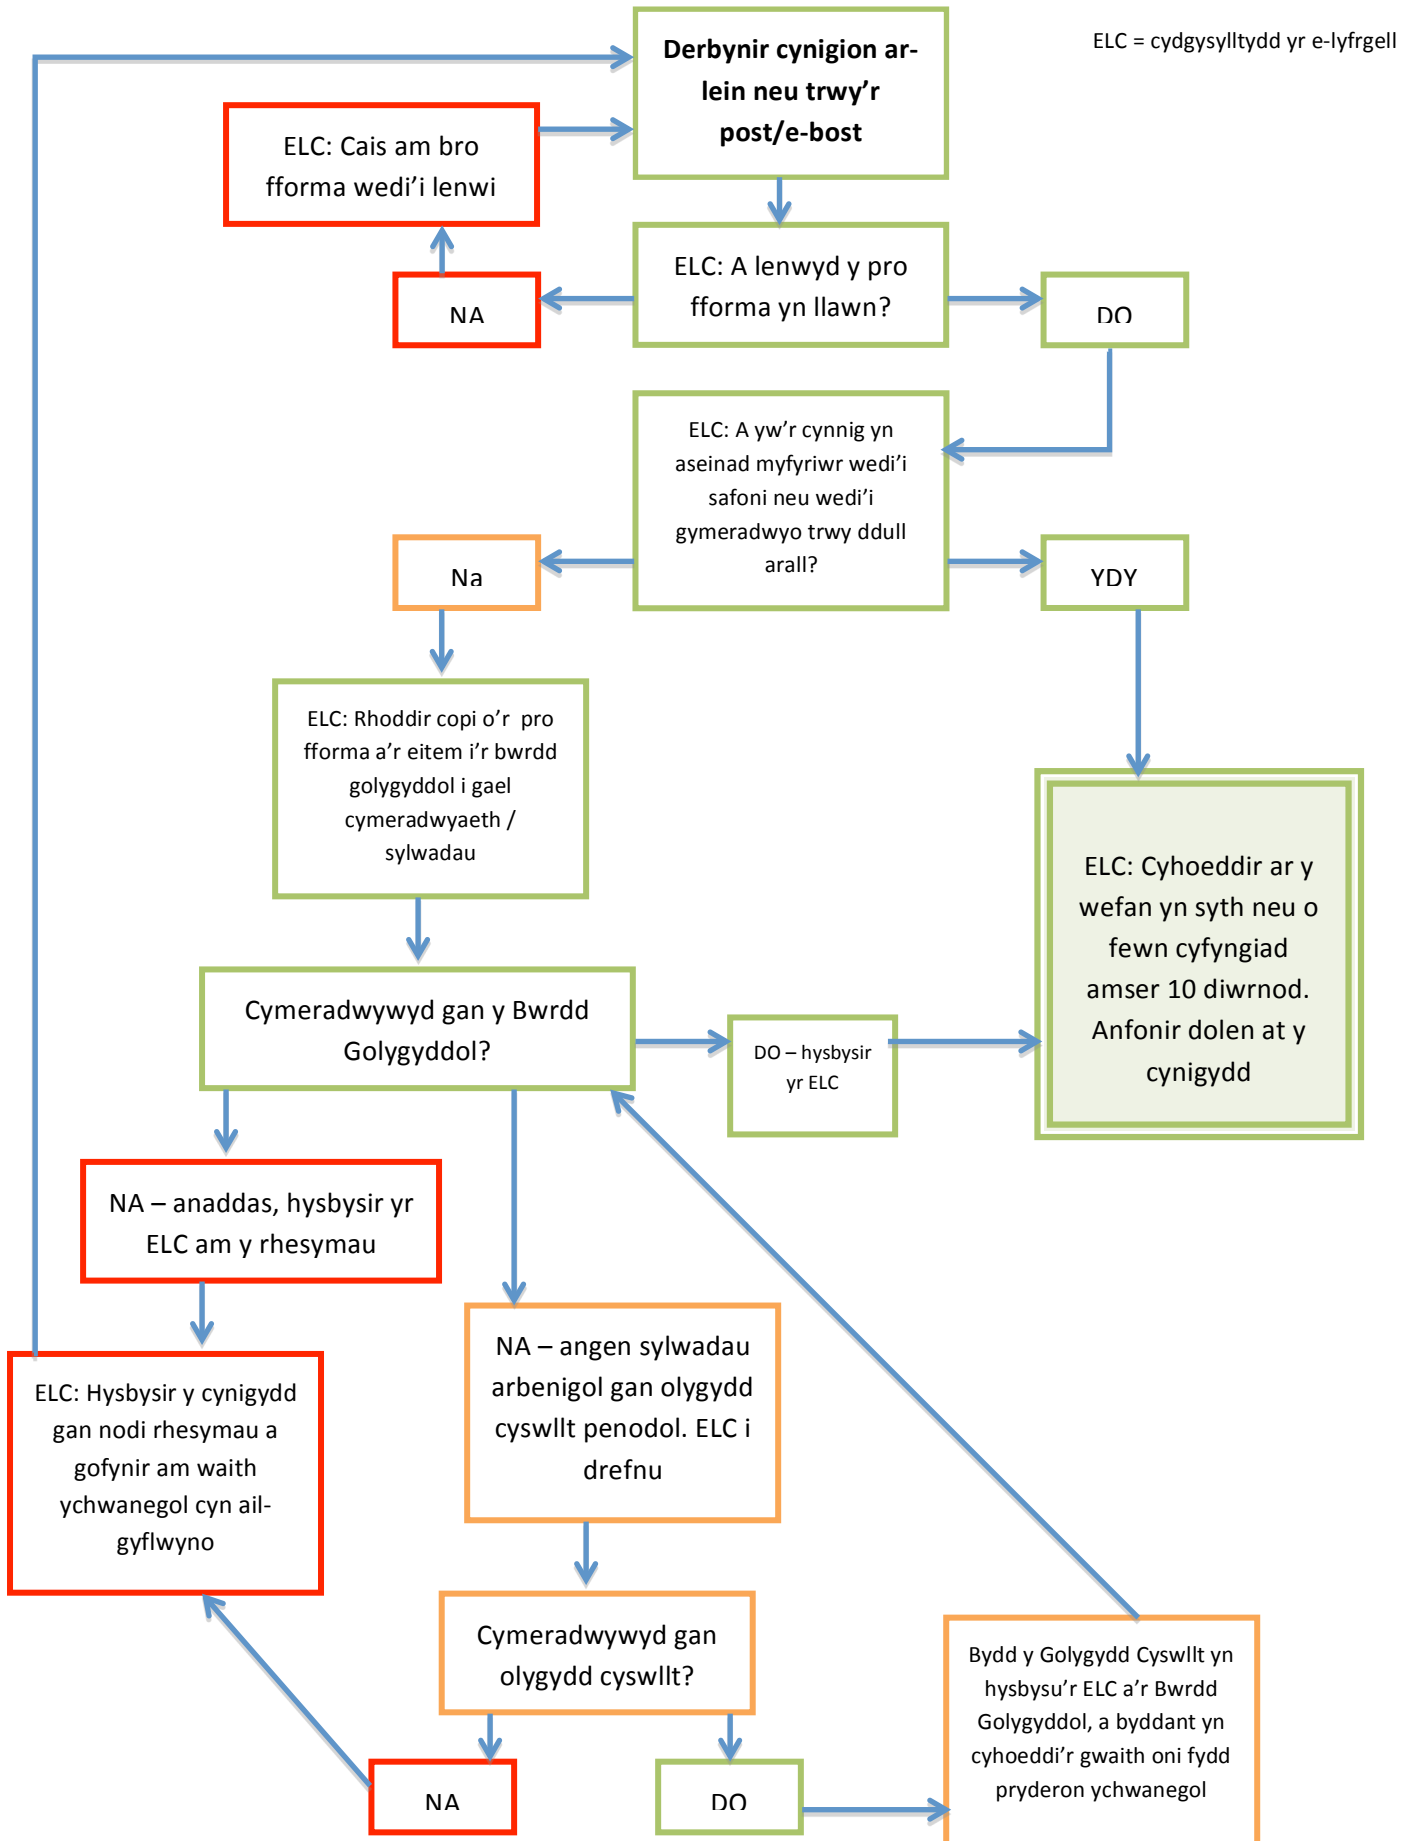 ELC = cydgysylltydd yr e-lyfrgell
Derbynir cynigion ar-
lein neu trwy’r
post/e-bost
ELC: Cais am bro
fforma wedi’i lenwi
ELC: A lenwyd y pro
fforma yn llawn?
NA
DO
ELC: A yw’r cynnig yn
aseinad myfyriwr wedi’i
safoni neu wedi’i
gymeradwyo trwy ddull
arall?
Na
YDY
ELC: Rhoddir copi o’r pro
fforma a’r eitem i’r bwrdd
golygyddol i gael
cymeradwyaeth /
sylwadau
ELC: Cyhoeddir ar y
wefan yn syth neu o
fewn cyfyngiad
amser 10 diwrnod.
Anfonir dolen at y
cynigydd
Cymeradwywyd gan y Bwrdd
Golygyddol?
DO – hysbysir
yr ELC
NA – anaddas, hysbysir yr
ELC am y rhesymau
NA – angen sylwadau
arbenigol gan olygydd
cyswllt penodol. ELC i
drefnu
ELC: Hysbysir y cynigydd
gan nodi rhesymau a
gofynir am waith
ychwanegol cyn ail-
gyflwyno
Cymeradwywyd gan
olygydd cyswllt?
Bydd y Golygydd Cyswllt yn
hysbysu’r ELC a’r Bwrdd
Golygyddol, a byddant yn
cyhoeddi’r gwaith oni fydd
pryderon ychwanegol
NA
DO